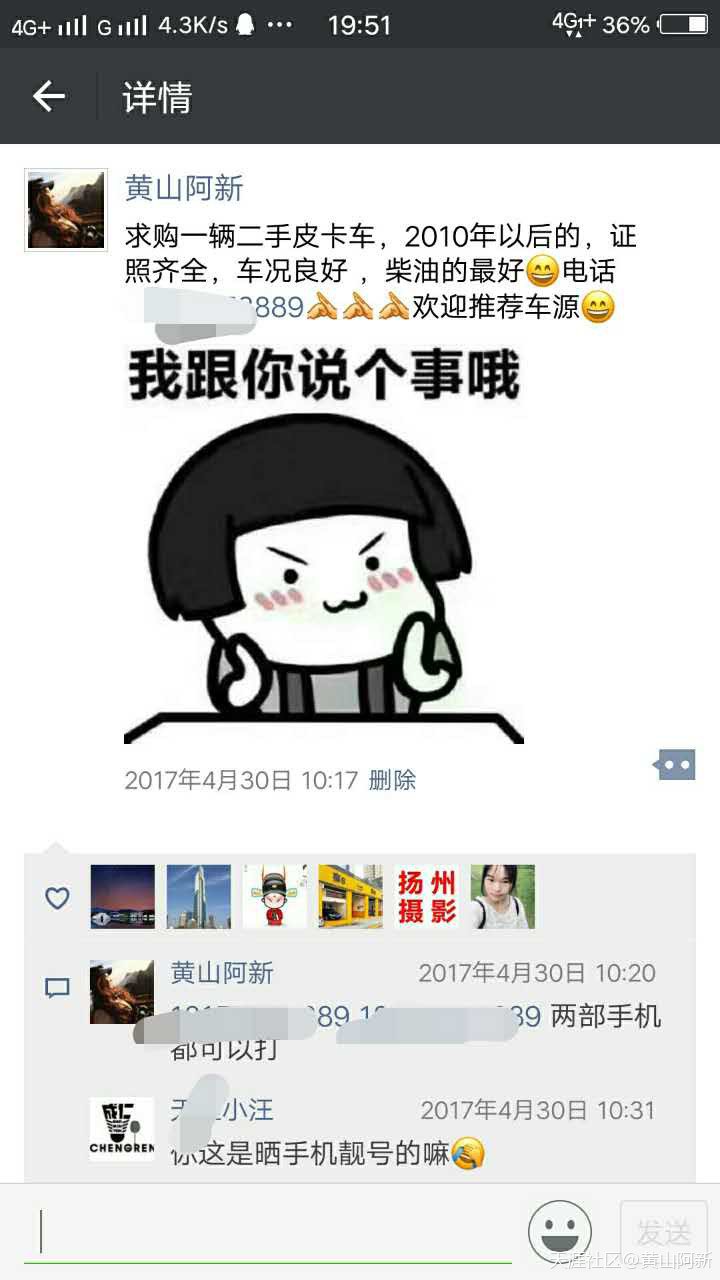 4G+ G 4.3K/s ··· 19:51 4G1+ 36%
详情
黄山阿新
求购一辆二手皮卡车，2010年以后的，证
照齐全，车况良好 ，柴油的最好😄电话
8889👏👏👏欢迎推荐车源😄
我跟你说个事哦
2017年4月30日 10:17 删除
扬州
摄影
黄山阿新 2017年4月30日 10:20
89 39 两部手机
都可以打
小汪 2017年4月30日 10:31
你这是晒手机靓号的嘛🤣
成仁
CHENGREN
发送
天涯社区@黄山阿新